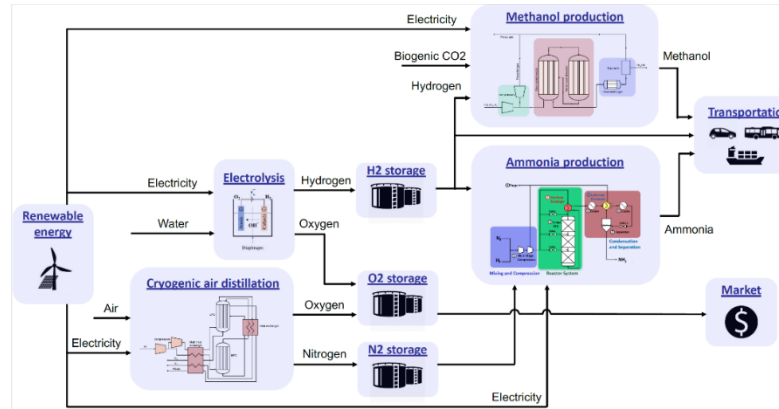 Electricity
Methanol production
Biogenic CO2
Hydrogen
Methanol
Transportatio
Electricity
Electrolysis
Hydrogen
H2 storage
Ammonia production
Renewable
energy
Water
Oxygen
Ammonia
Mixing and Compression
Reactor System
Condensation
and Separation
NH3
Cryogenic air distillation
O2 storage
Market
Air
Oxygen
Electricity
Nitrogen
N2 storage
Electricity